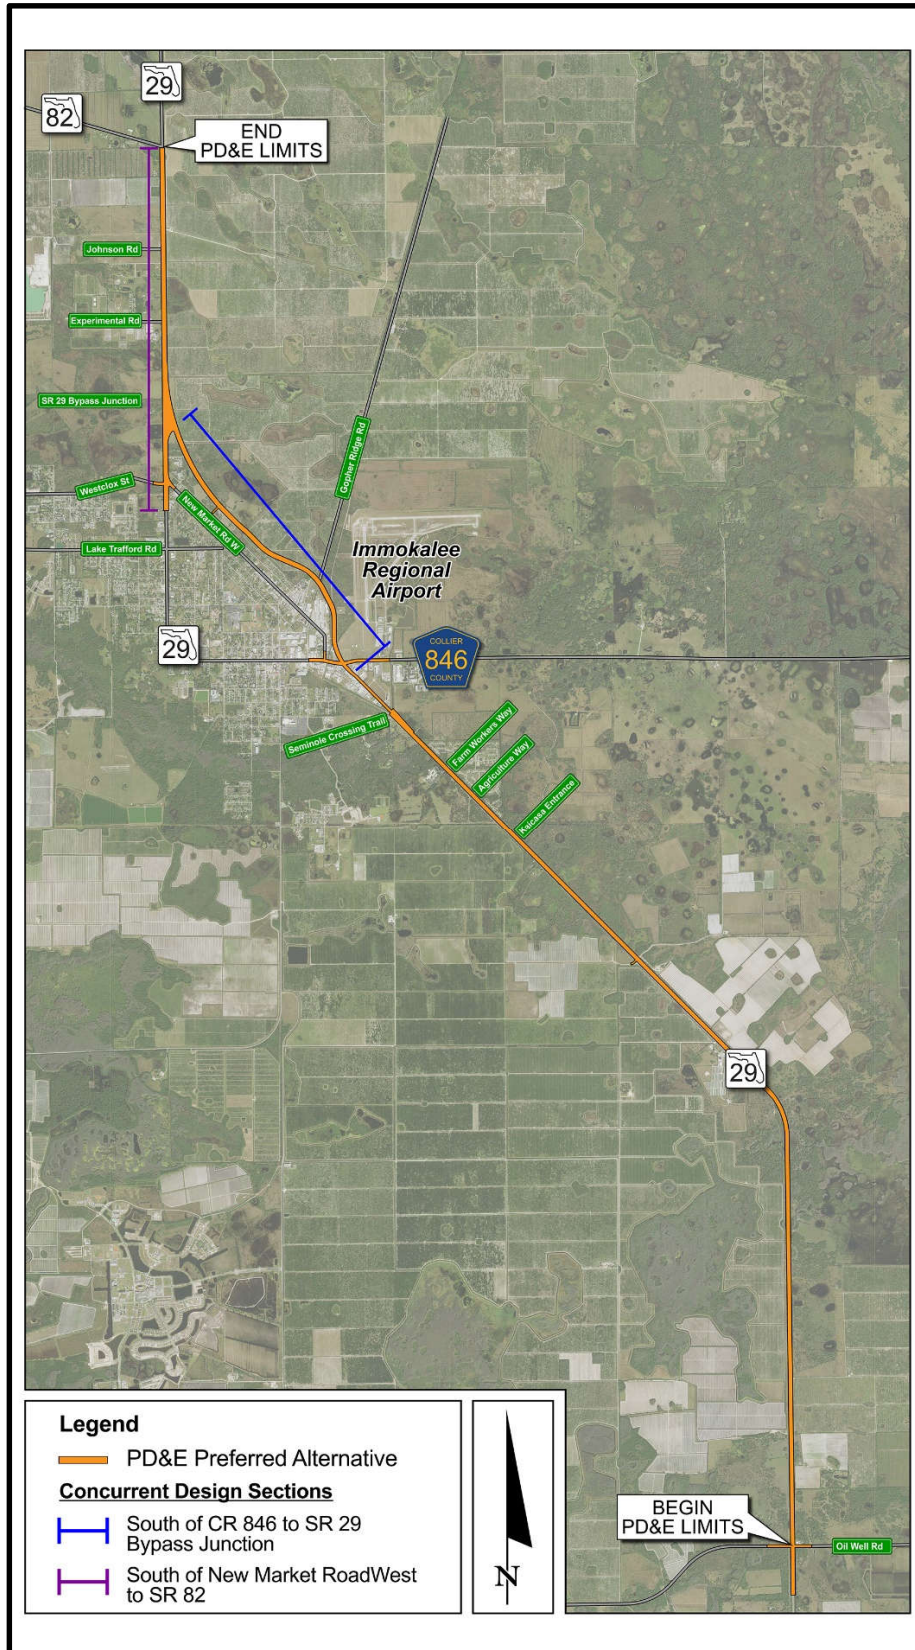 29
82
END
PD&E LIMITS
Johnson Rd
Experimental Rd
SR 29 Bypass Junction
Gopher Ridge Rd
Westclox St
New Market Rd W
Lake Trafford Rd
Immokalee
Regional
Airport
29
COLLIER
846
COUNTY
Seminole Crossing Trail
Farm Workers Way
Agriculture Way
Kaicasa Entrance
29
Legend
PD&E Preferred Alternative
Concurrent Design Sections
South of CR 846 to SR 29
Bypass Junction
South of New Market RoadWest
to SR 82
N
BEGIN
PD&E LIMITS
Oil Well Rd